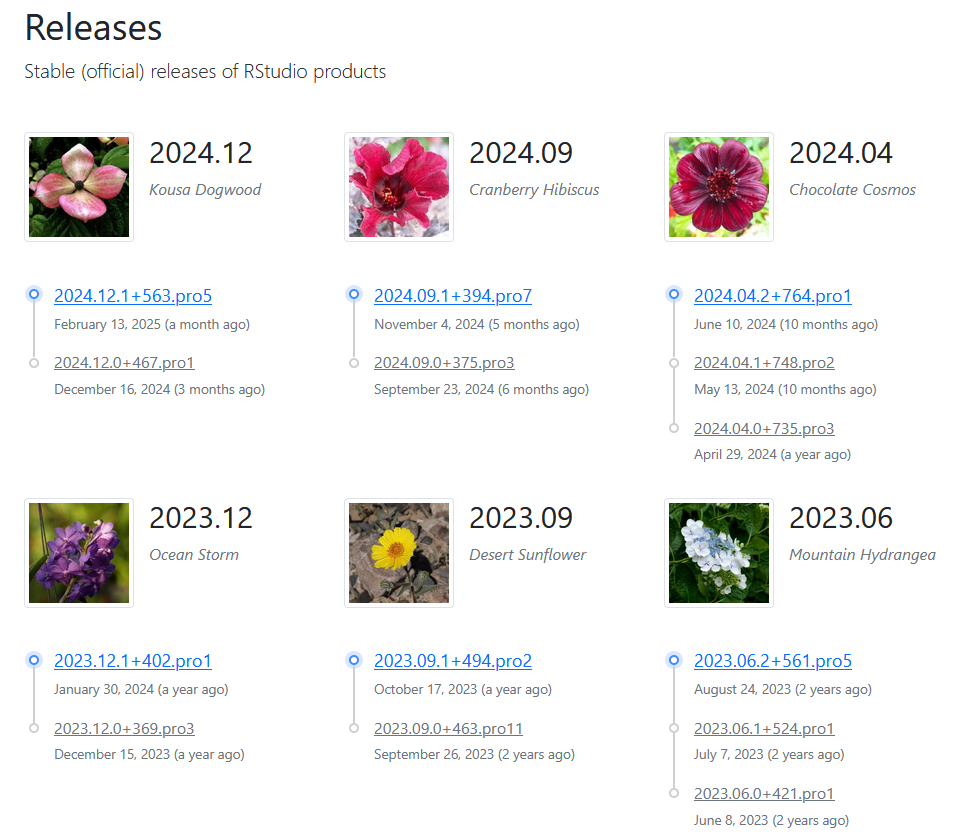 Releases
Stable (official) releases of RStudio products
2024.12
Kousa Dogwood
2024.12.1+563.pro5
February 13, 2025 (a month ago)
2024.12.0+467.pro1
December 16, 2024 (3 months ago)
2024.09
Cranberry Hibiscus
2024.09.1+394.pro7
November 4, 2024 (5 months ago)
2024.09.0+375.pro3
September 23, 2024 (6 months ago)
2024.04
Chocolate Cosmos
2024.04.2+764.pro1
June 10, 2024 (10 months ago)
2024.04.1+748.pro2
May 13, 2024 (10 months ago)
2024.04.0+735.pro3
April 29, 2024 (a year ago)
2023.12
Ocean Storm
2023.12.1+402.pro1
January 30, 2024 (a year ago)
2023.12.0+369.pro3
December 15, 2023 (a year ago)
2023.09
Desert Sunflower
2023.09.1+494.pro2
October 17, 2023 (a year ago)
2023.09.0+463.pro11
September 26, 2023 (2 years ago)
2023.06
Mountain Hydrangea
2023.06.2+561.pro5
August 24, 2023 (2 years ago)
2023.06.1+524.pro1
July 7, 2023 (2 years ago)
2023.06.0+421.pro1
June 8, 2023 (2 years ago)